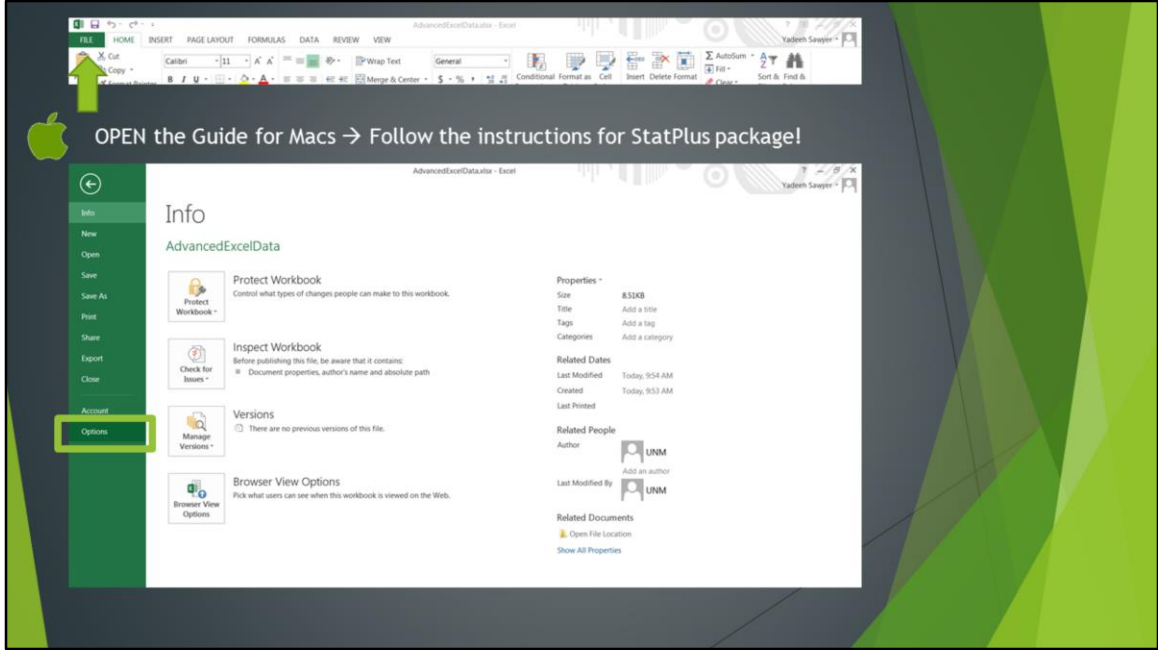 AdvancedExcelData.xlsx - Excel
FILE HOME INSERT PAGE LAYOUT FORMULAS DATA REVIEW VIEW
Yadeeh Sawyer
Cut
Copy
Format Painter
Calibri 11
B I U
Wrap Text
Merge & Center
General
$ - % ,
Conditional Format as Cell
Insert Delete Format
AutoSum
Fill
Clear
Sort & Find &
OPEN the Guide for Macs → Follow the instructions for StatPlus package!
AdvancedExcelData.xlsx - Excel
Yadeeh Sawyer
Info
New
Open
Save
Save As
Print
Share
Export
Close
Account
Options
Info
AdvancedExcelData
Protect Workbook
Protect Workbook
Control what types of changes people can make to this workbook.
Check for Issues
Inspect Workbook
Before publishing this file, be aware that it contains:
Document properties, author's name and absolute path
Manage Versions
Versions
There are no previous versions of this file.
Browser View Options
Browser View Options
Pick what users can see when this workbook is viewed on the Web.
Properties
Size 8.51KB
Title Add a title
Tags Add a tag
Categories Add a category
Related Dates
Last Modified Today, 9:54 AM
Created Today, 9:53 AM
Last Printed
Related People
Author UNM
Add an author
Last Modified By UNM
Related Documents
Open File Location
Show All Properties